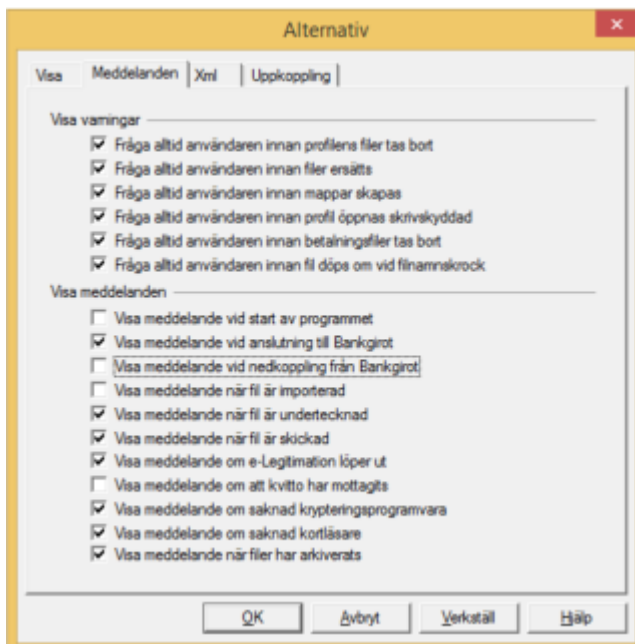 Alternativ
Visa Meddelanden Xml Uppkoppling
Visa varningar
Fråga alltid användaren innan profilens filer tas bort
Fråga alltid användaren innan filer ersätts
Fråga alltid användaren innan mappar skapas
Fråga alltid användaren innan profil öppnas skrivskyddad
Fråga alltid användaren innan betalningsfiler tas bort
Fråga alltid användaren innan fil döps om vid filnamnskrock
Visa meddelanden
Visa meddelande vid start av programmet
Visa meddelande vid anslutning till Bankgirot
Visa meddelande vid nedkoppling från Bankgirot
Visa meddelande när fil är importerad
Visa meddelande när fil är undertecknad
Visa meddelande när fil är skickad
Visa meddelande om e-Legitimation löper ut
Visa meddelande om att kvitto har mottagits
Visa meddelande om saknad krypteringsprogramvara
Visa meddelande om saknad kortläsare
Visa meddelande när filer har arkiverats
OK Avbryt Verkställ Hjälp